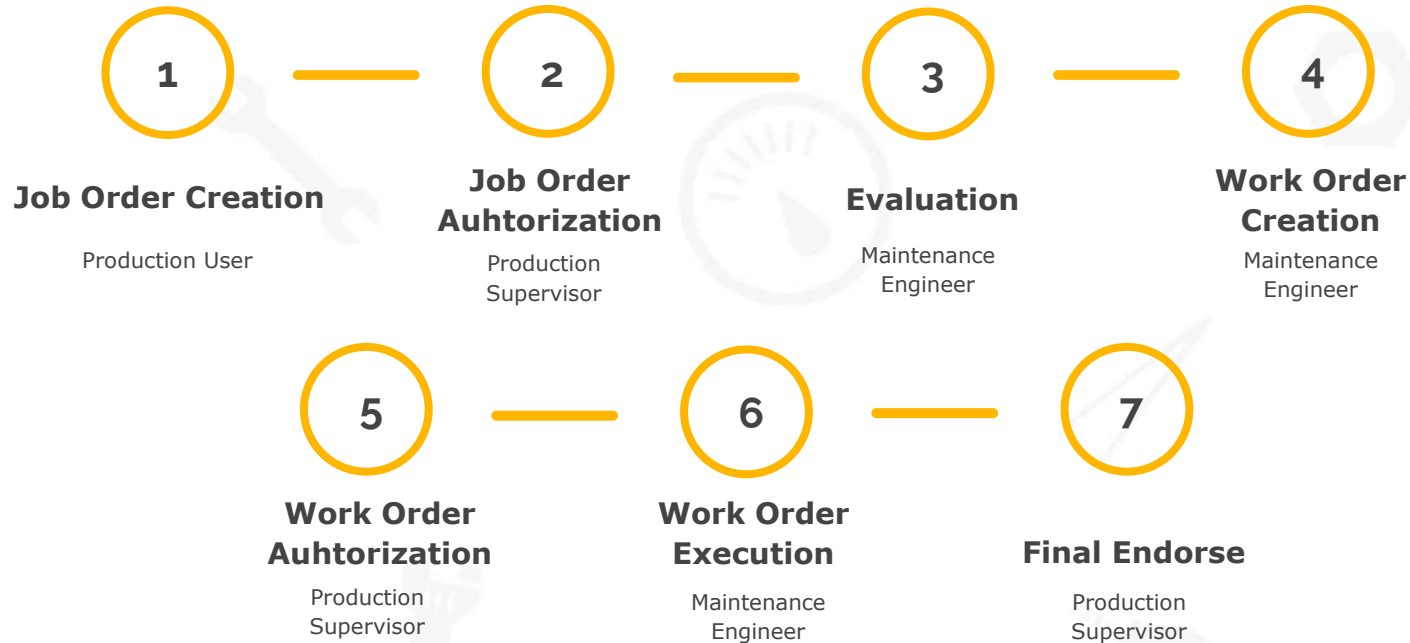 1
2
3
4
Job Order Creation
Production User
Job Order
Auhtorization
Production
Supervisor
Evaluation
Maintenance
Engineer
Work Order
Creation
Maintenance
Engineer
5
6
7
Work Order
Auhtorization
Production
Supervisor
Work Order
Execution
Maintenance
Engineer
Final Endorse
Production
Supervisor